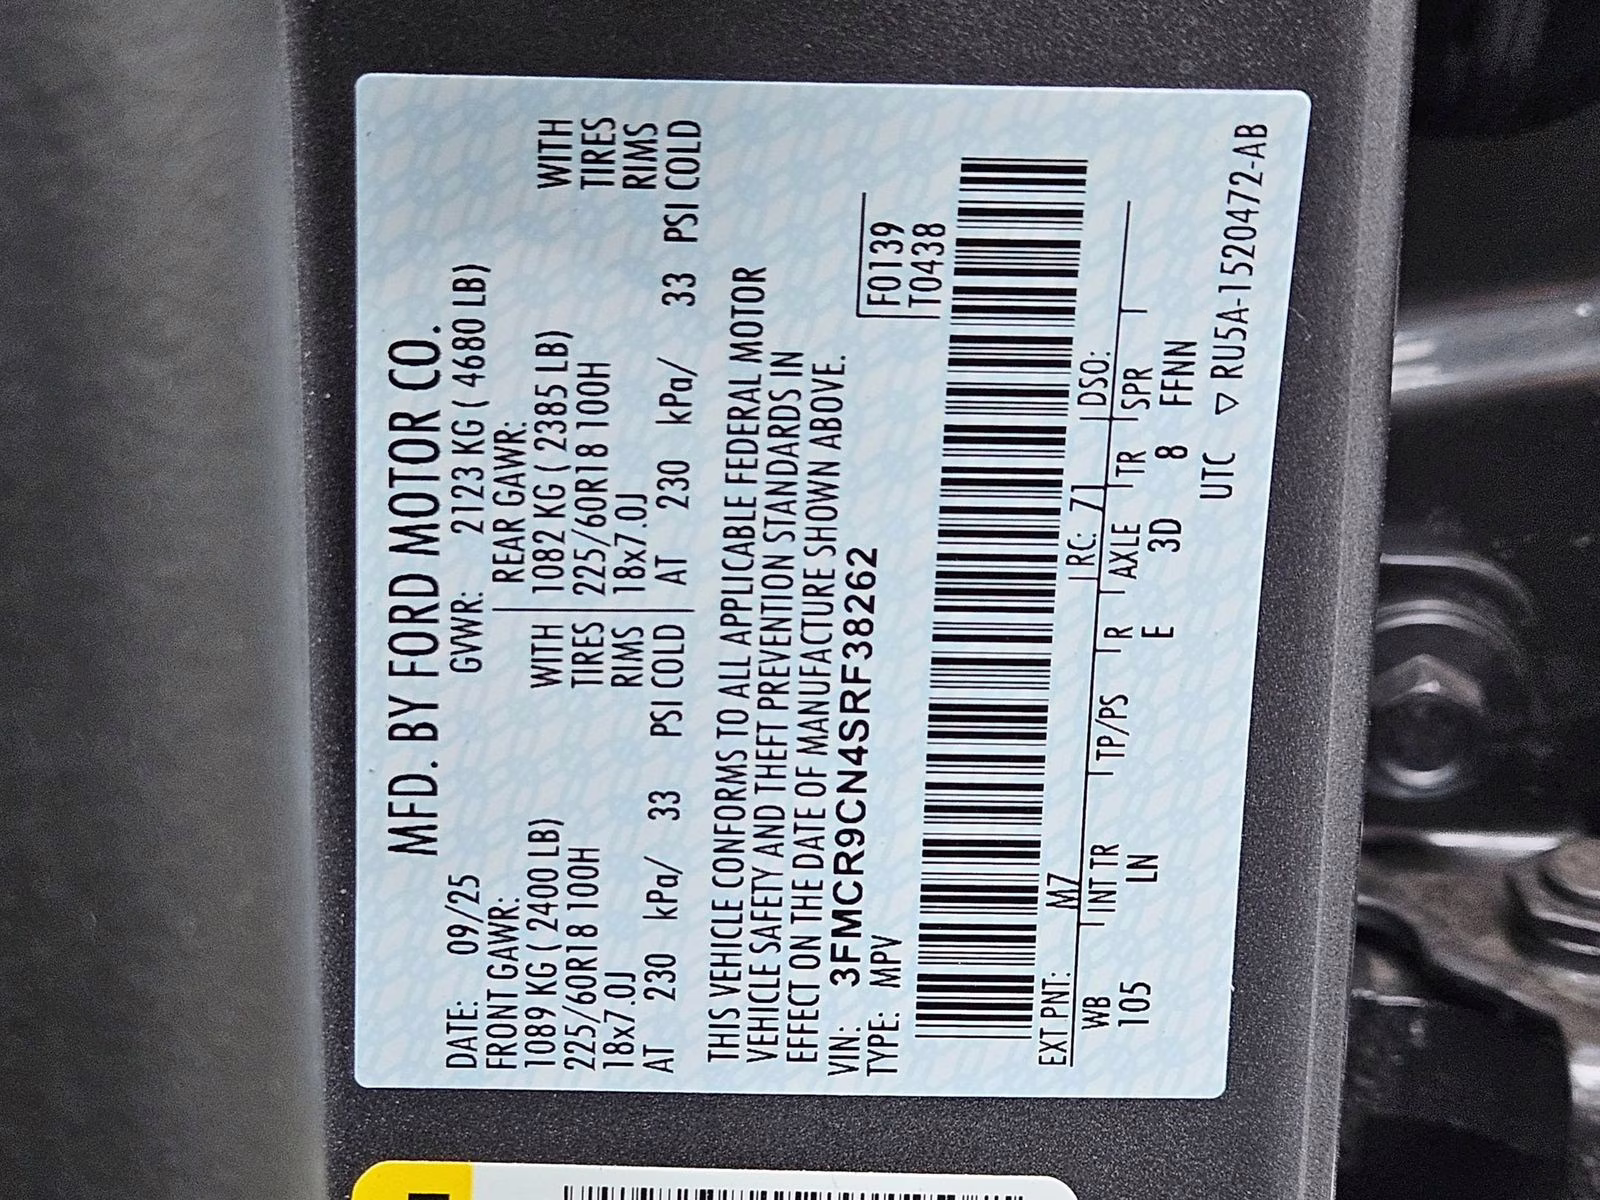 MFD. BY FORD MOTOR CO.
DATE: 09/25 GVWR: 2123 KG ( 4680 LB)
FRONT GAWR: REAR GAWR:
1089 KG ( 2400 LB) WITH 1082 KG ( 2385 LB) WITH
225/60R18 100H TIRES 225/60R18 100H TIRES
18x7.0J RIMS 18x7.0J RIMS
AT 230 kPa/ 33 PSI COLD AT 230 kPa/ 33 PSI COLD
THIS VEHICLE CONFORMS TO ALL APPLICABLE FEDERAL MOTOR
VEHICLE SAFETY AND THEFT PREVENTION STANDARDS IN
EFFECT ON THE DATE OF MANUFACTURE SHOWN ABOVE.
VIN: 3FMCR9CN4SRF38262 F0139
TYPE: MPV T0438
EXT PNT: M7 RC: 71 DSO:
WB INT TR TP/PS R AXLE TR SPR
105 LN E 3D 8 FFNN
UTC ▽ RU5A-1520472-AB